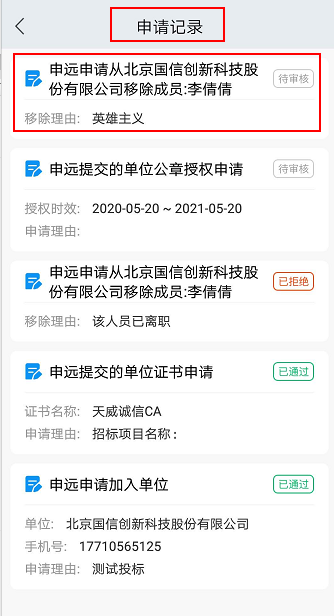 申请记录
申远申请从北京国信创新科技股
份有限公司移除成员:李倩倩
待审核
移除理由: 英雄主义
申远提交的单位公章授权申请
待审核
授权时效: 2020-05-20 ~ 2021-05-20
申请理由:
申远申请从北京国信创新科技股
份有限公司移除成员:李倩倩
已拒绝
移除理由: 该人员已离职
申远提交的单位证书申请
已通过
证书名称: 天威诚信CA
申请理由: 招标项目名称：
申远申请加入单位
已通过
单位: 北京国信创新科技股份有限公司
手机号: 17710565125
申请理由: 测试投标